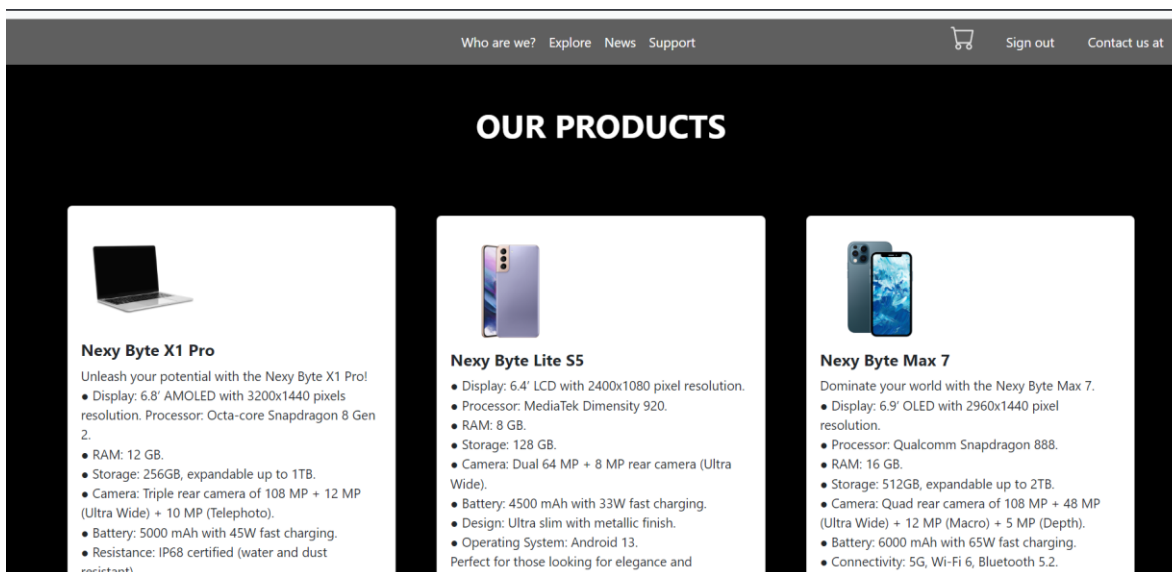 Who are we? Explore News Support
Sign out
Contact us at
OUR PRODUCTS
Nexy Byte X1 Pro
Unleash your potential with the Nexy Byte X1 Pro!
● Display: 6.8′ AMOLED with 3200x1440 pixels
resolution. Processor: Octa-core Snapdragon 8 Gen
2.
● RAM: 12 GB.
● Storage: 256GB, expandable up to 1TB.
● Camera: Triple rear camera of 108 MP + 12 MP
(Ultra Wide) + 10 MP (Telephoto).
● Battery: 5000 mAh with 45W fast charging.
● Resistance: IP68 certified (water and dust
resistant)
Nexy Byte Lite S5
● Display: 6.4′ LCD with 2400x1080 pixel resolution.
● Processor: MediaTek Dimensity 920.
● RAM: 8 GB.
● Storage: 128 GB.
● Camera: Dual 64 MP + 8 MP rear camera (Ultra
Wide).
● Battery: 4500 mAh with 33W fast charging.
● Design: Ultra slim with metallic finish.
● Operating System: Android 13.
Perfect for those looking for elegance and
Nexy Byte Max 7
Dominate your world with the Nexy Byte Max 7.
● Display: 6.9′ OLED with 2960x1440 pixel
resolution.
● Processor: Qualcomm Snapdragon 888.
● RAM: 16 GB.
● Storage: 512GB, expandable up to 2TB.
● Camera: Quad rear camera of 108 MP + 48 MP
(Ultra Wide) + 12 MP (Macro) + 5 MP (Depth).
● Battery: 6000 mAh with 65W fast charging.
● Connectivity: 5G, Wi-Fi 6, Bluetooth 5.2.